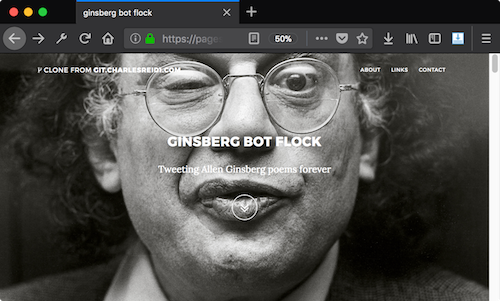 ginsberg bot flock
https://page
50%
CLONE FROM GIT.CHARLESREID1.COM
ABOUT LINKS CONTACT
GINSBERG BOT FLOCK
Tweeting Allen Ginsberg poems forever